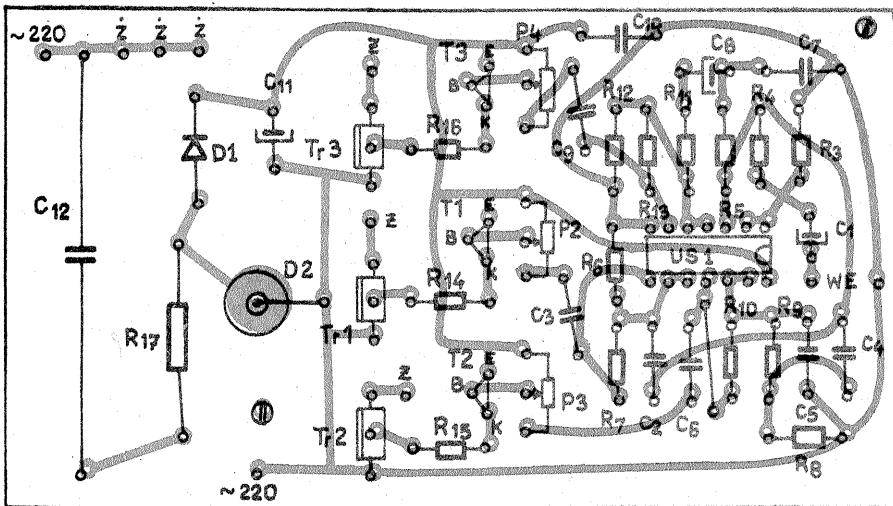 ~220 Ż Ż Ż
C11
Z
T3
E
P4
C10
C8
C7
B
R12
R11
R4
D1
Tr3
R16
K
C9
R3
C12
Z
T1
E
P2
R13
R5
C1
B
D2
US1
R6
WE
R14
K
C3
R10
R9
R17
Tr1
T2
E
C4
Z
B
P3
K
R7
C2
C6
C5
Tr2
R15
R8
~220